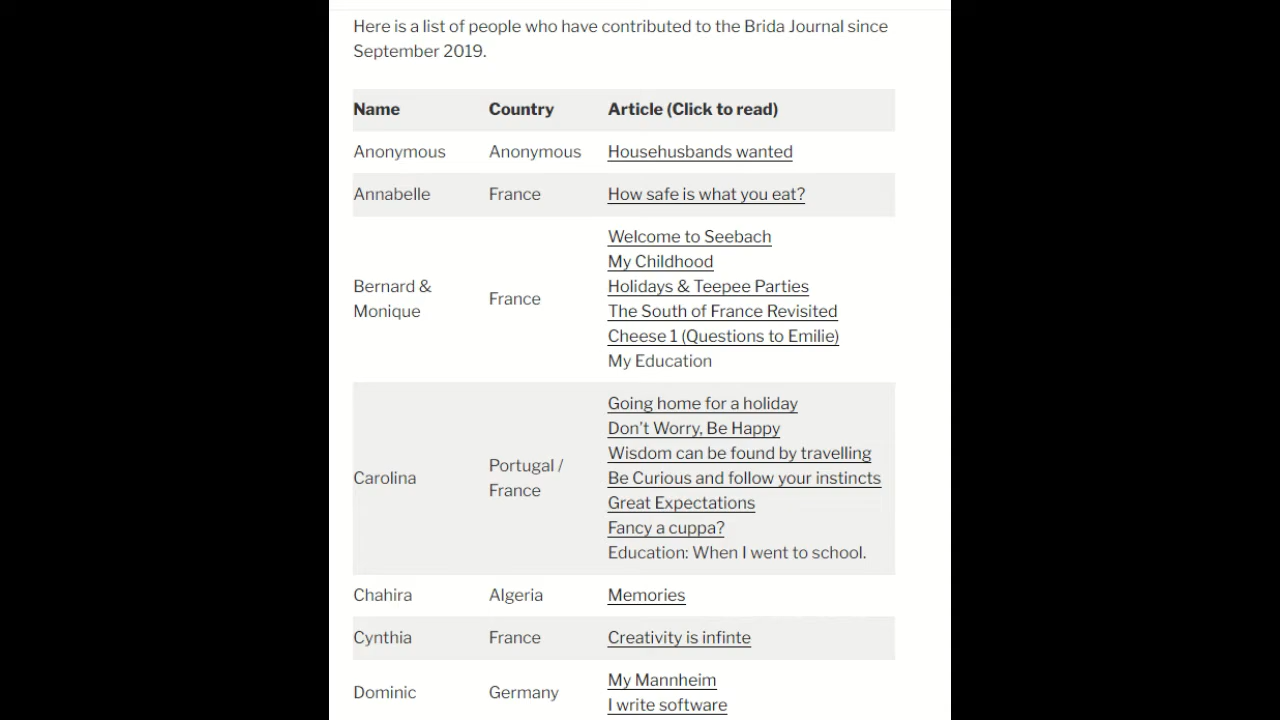 Here is a list of people who have contributed to the Brida Journal since
September 2019.
Name Country Article (Click to read)
Anonymous Anonymous Househusbands wanted
Annabelle France How safe is what you eat?
Bernard &
Monique
France
Welcome to Seebach
My Childhood
Holidays & Teepee Parties
The South of France Revisited
Cheese 1 (Questions to Emilie)
My Education
Carolina
Portugal /
France
Going home for a holiday
Don't Worry, Be Happy
Wisdom can be found by travelling
Be Curious and follow your instincts
Great Expectations
Fancy a cuppa?
Education: When I went to school.
Chahira Algeria Memories
Cynthia France Creativity is infinte
Dominic Germany
My Mannheim
I write software